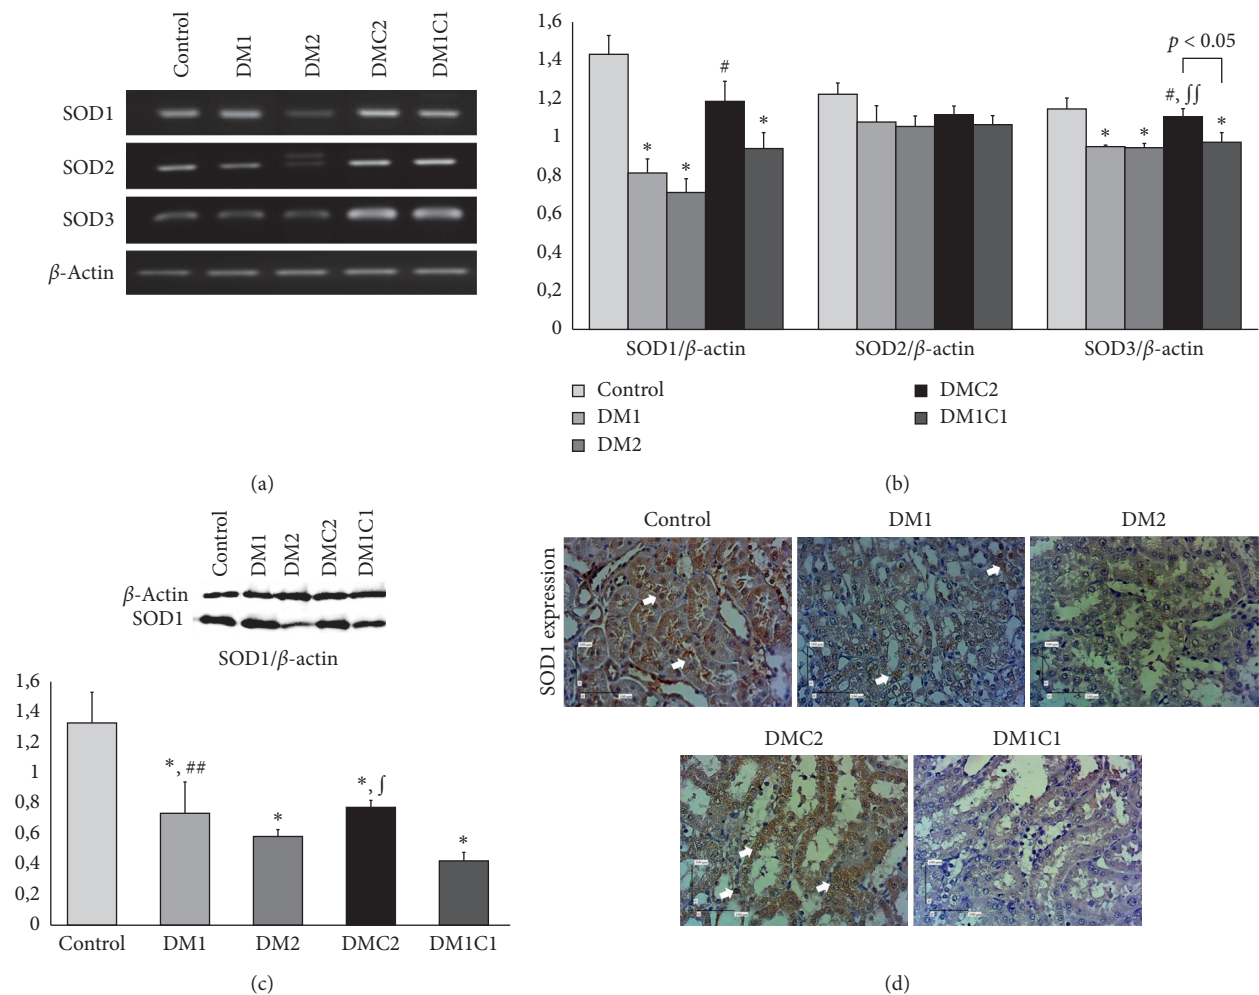 Control
DM1
DM2
DMC2
DM1C1
SOD1
SOD2
SOD3
β-Actin
(a)
1,6
1,4
1,2
1
0,8
0,6
0,4
0,2
0
#
*
*
*
p < 0.05
#, ∫∫
*
*
*
SOD1/β-actin
SOD2/β-actin
SOD3/β-actin
Control
DM1
DM2
DMC2
DM1C1
(b)
Control
DM1
DM2
DMC2
DM1C1
β-Actin
SOD1
SOD1/β-actin
1,6
1,4
1,2
1
0,8
0,6
0,4
0,2
0
*, ##
*
*, ∫
*
Control
DM1
DM2
DMC2
DM1C1
(c)
Control
DM1
DM2
SOD1 expression
DMC2
DM1C1
(d)